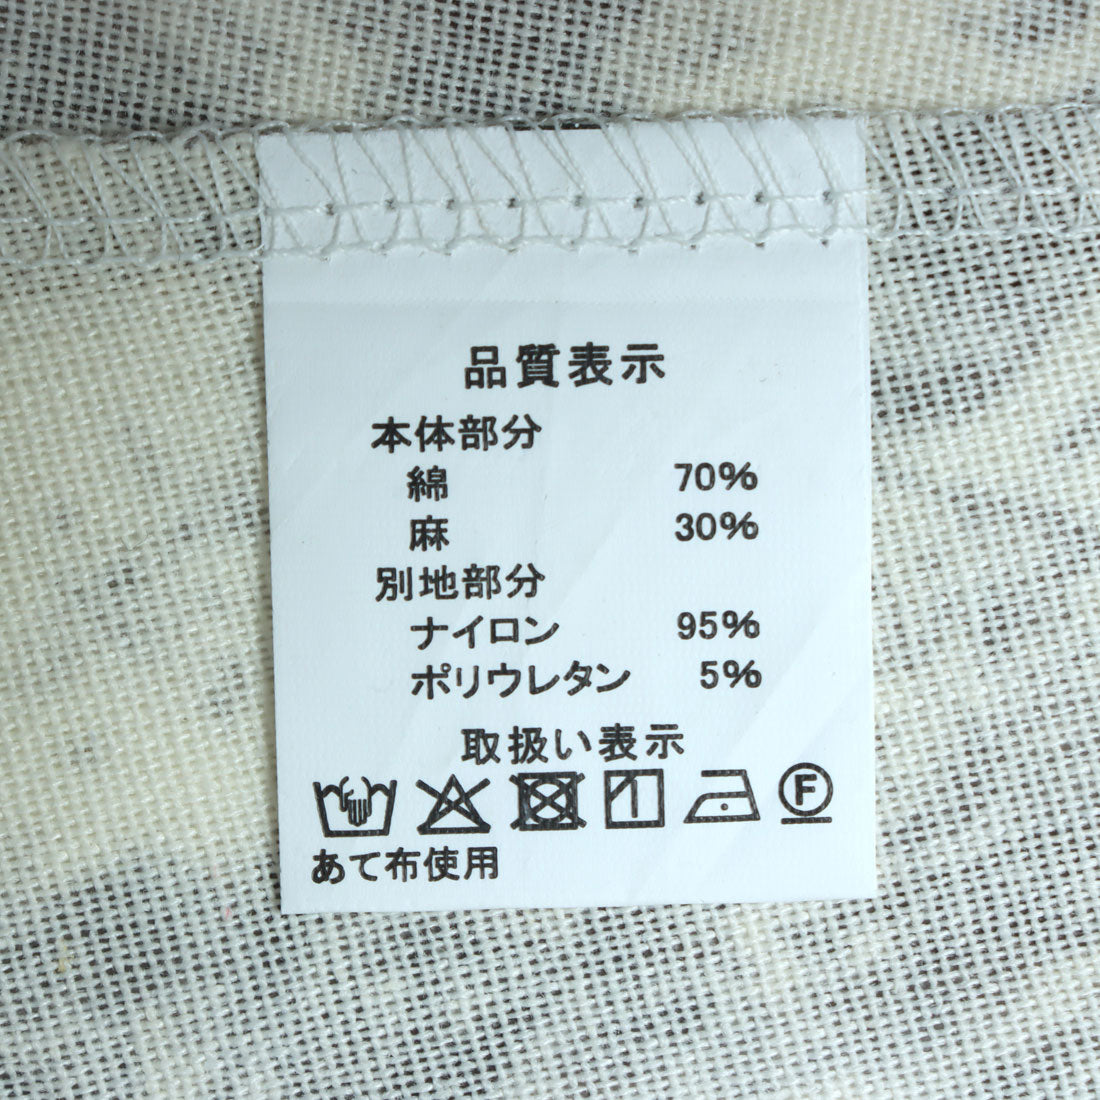 品質表示
本体部分
綿 70%
麻 30%
別地部分
ナイロン 95%
ポリウレタン 5%
取扱い表示
F
あて布使用